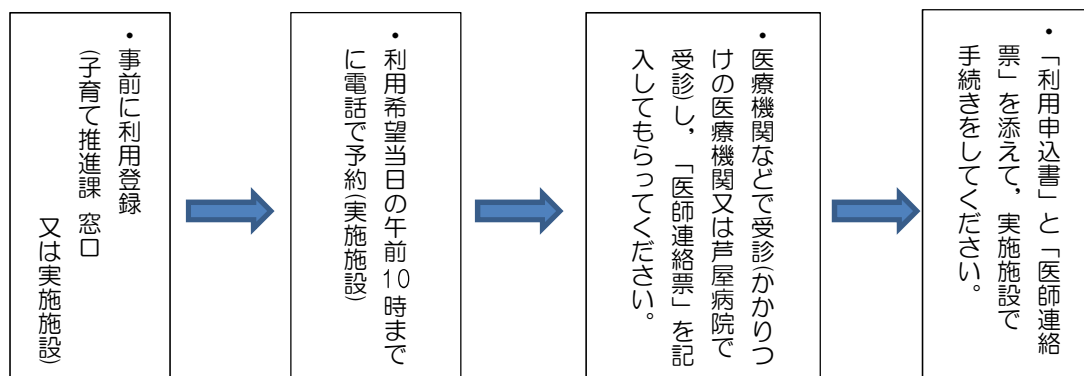 ・事前に利用登録
(子育て推進課 窓口
又は実施施設)
・利用希望当日の午前10時まで
に電話で予約(実施施設)
・医療機関などで受診(かかりつ
けの医療機関又は芦屋病院で
受診)し，「医師連絡票」を記
入してもらってください。
・「利用申込書」と「医師連絡
票」を添えて，実施施設で
手続きをしてください。